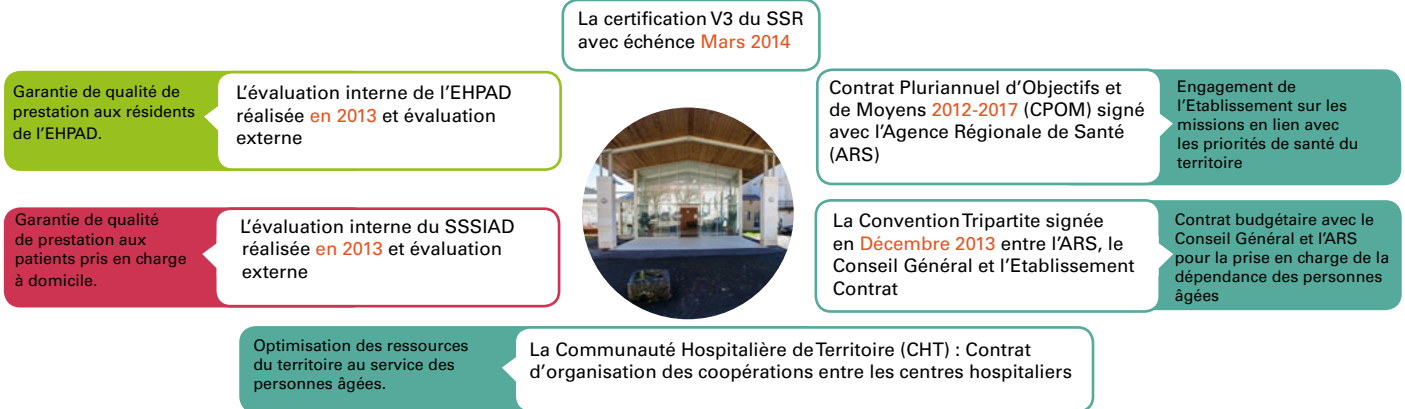 La certification V3 du SSR
avec échénce Mars 2014
Garantie de qualité de
prestation aux résidents
de l'EHPAD.
L'évaluation interne de l'EHPAD
réalisée en 2013 et évaluation
externe
Contrat Pluriannuel d'Objectifs et
de Moyens 2012-2017 (CPOM) signé
avec l'Agence Régionale de Santé
(ARS)
Engagement de
l'Etablissement sur les
missions en lien avec
les priorités de santé du
territoire
Garantie de qualité
de prestation aux
patients pris en charge
à domicile.
L'évaluation interne du SSSIAD
réalisée en 2013 et évaluation
externe
La Convention Tripartite signée
en Décembre 2013 entre l'ARS, le
Conseil Général et l'Etablissement
Contrat
Contrat budgétaire avec le
Conseil Général et l'ARS
pour la prise en charge de la
dépendance des personnes
âgées
Optimisation des ressources
du territoire au service des
personnes âgées.
La Communauté Hospitalière de Territoire (CHT) : Contrat
d'organisation des coopérations entre les centres hospitaliers